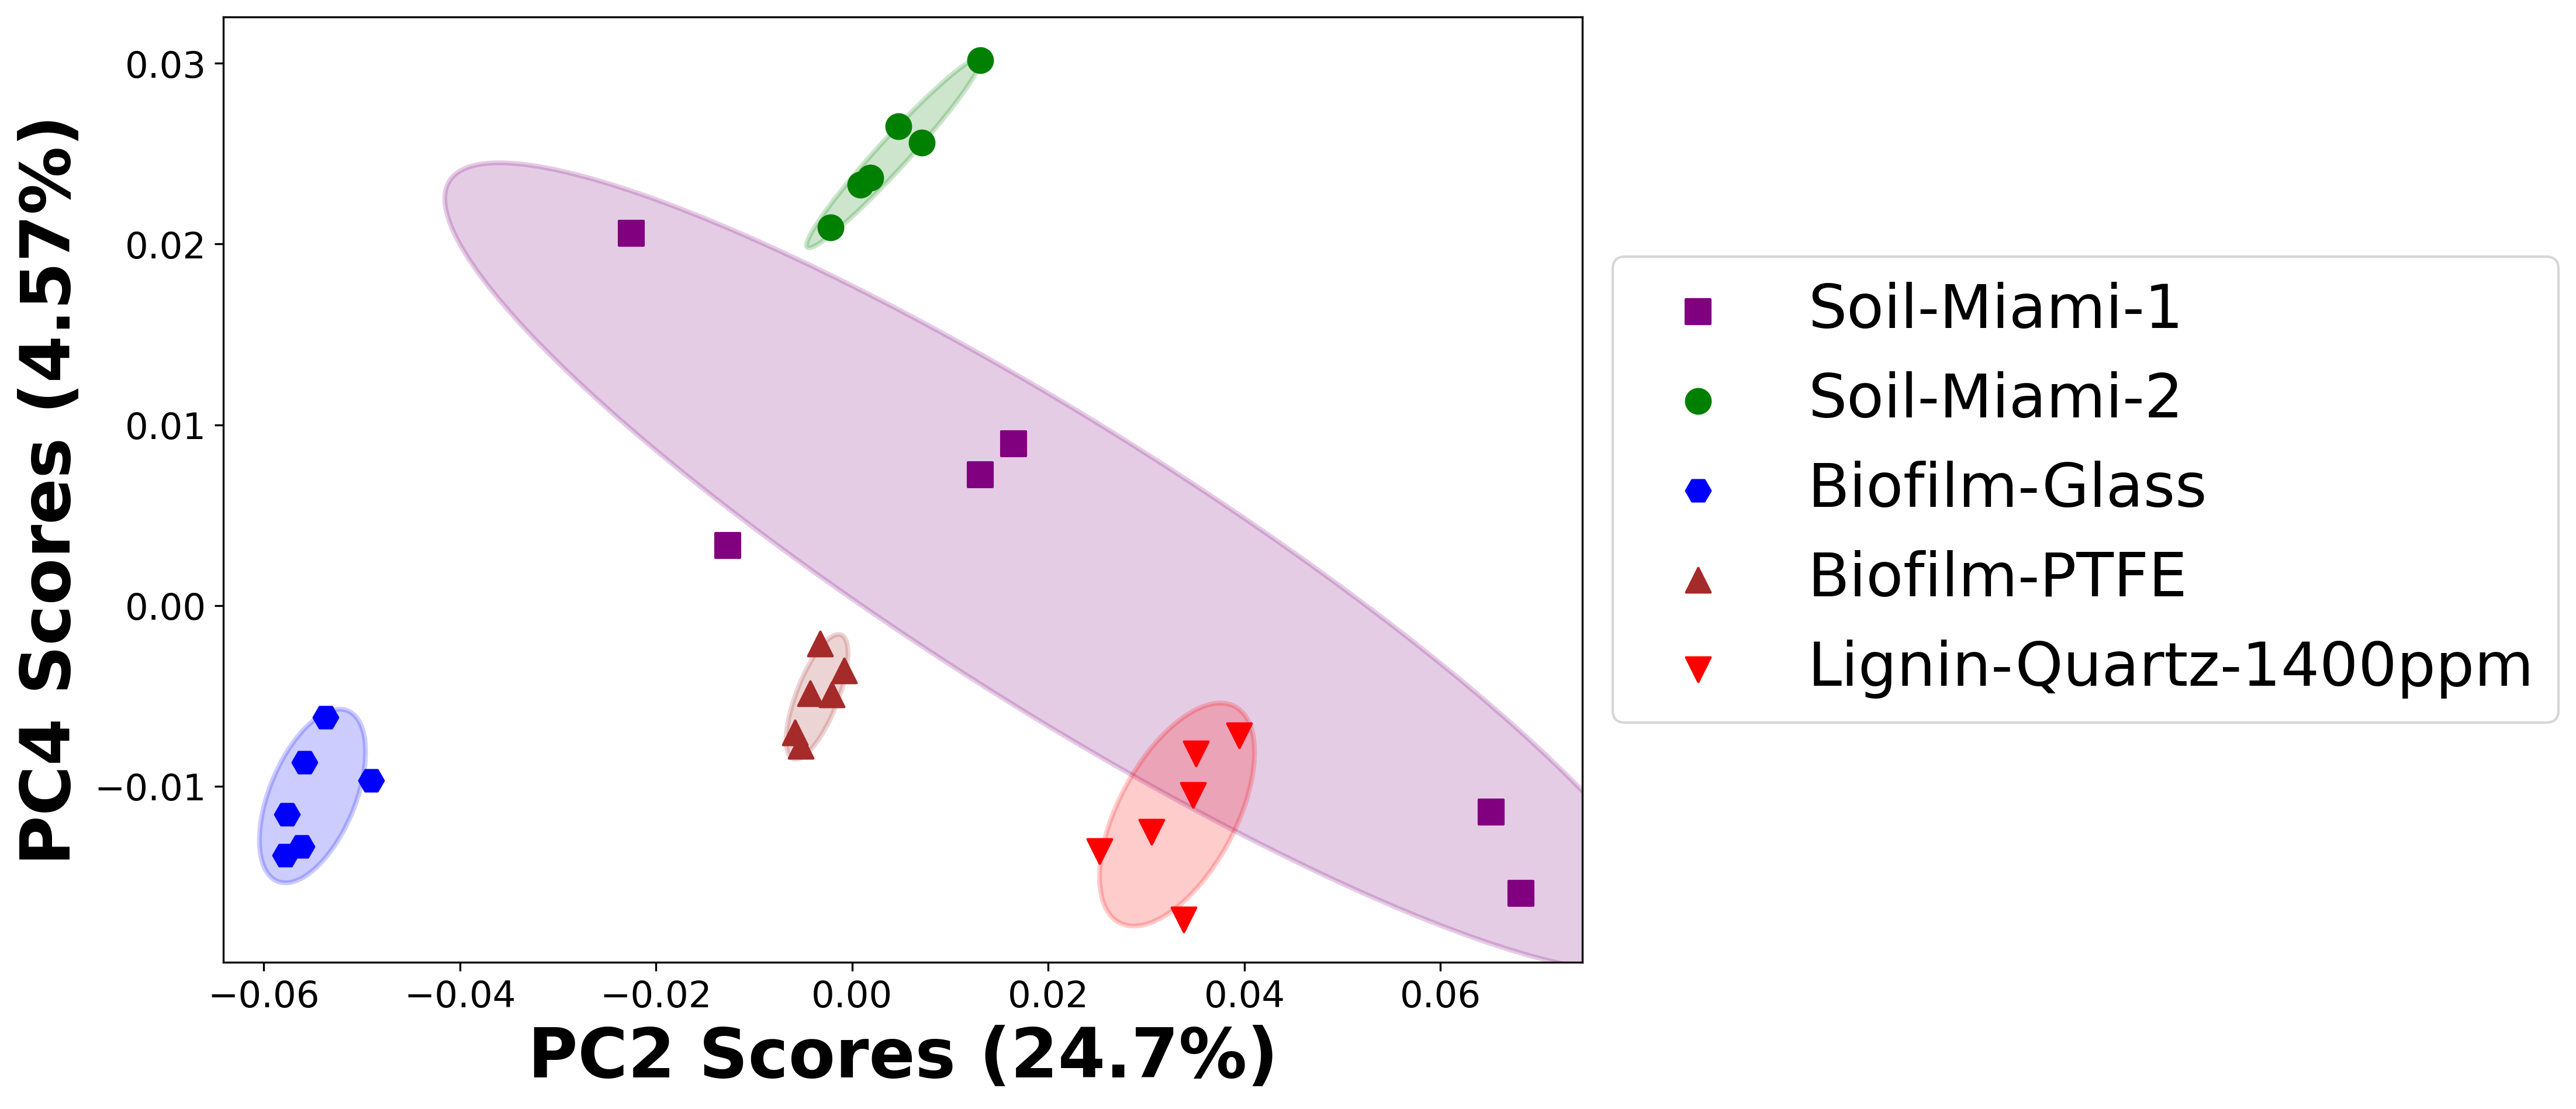 PC4 Scores (4.57%)
0.03
0.02
0.01
0.00
−0.01
−0.06
−0.04
−0.02
0.00
0.02
0.04
0.06
PC2 Scores (24.7%)
Soil-Miami-1
Soil-Miami-2
Biofilm-Glass
Biofilm-PTFE
Lignin-Quartz-1400ppm